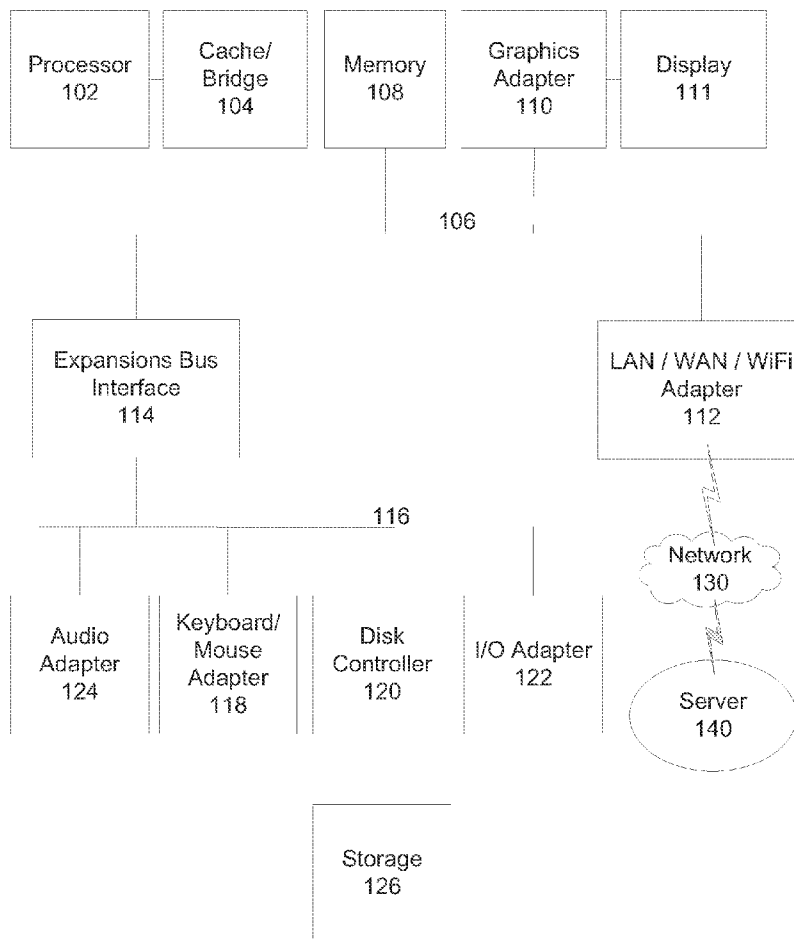 Processor
102
Cache/
Bridge
104
Memory
108
Graphics
Adapter
110
Display
111
106
Expansions Bus
Interface
114
LAN / WAN / WiFi
Adapter
112
116
Network
130
Audio
Adapter
124
Keyboard/
Mouse
Adapter
118
Disk
Controller
120
I/O Adapter
122
Server
140
Storage
126